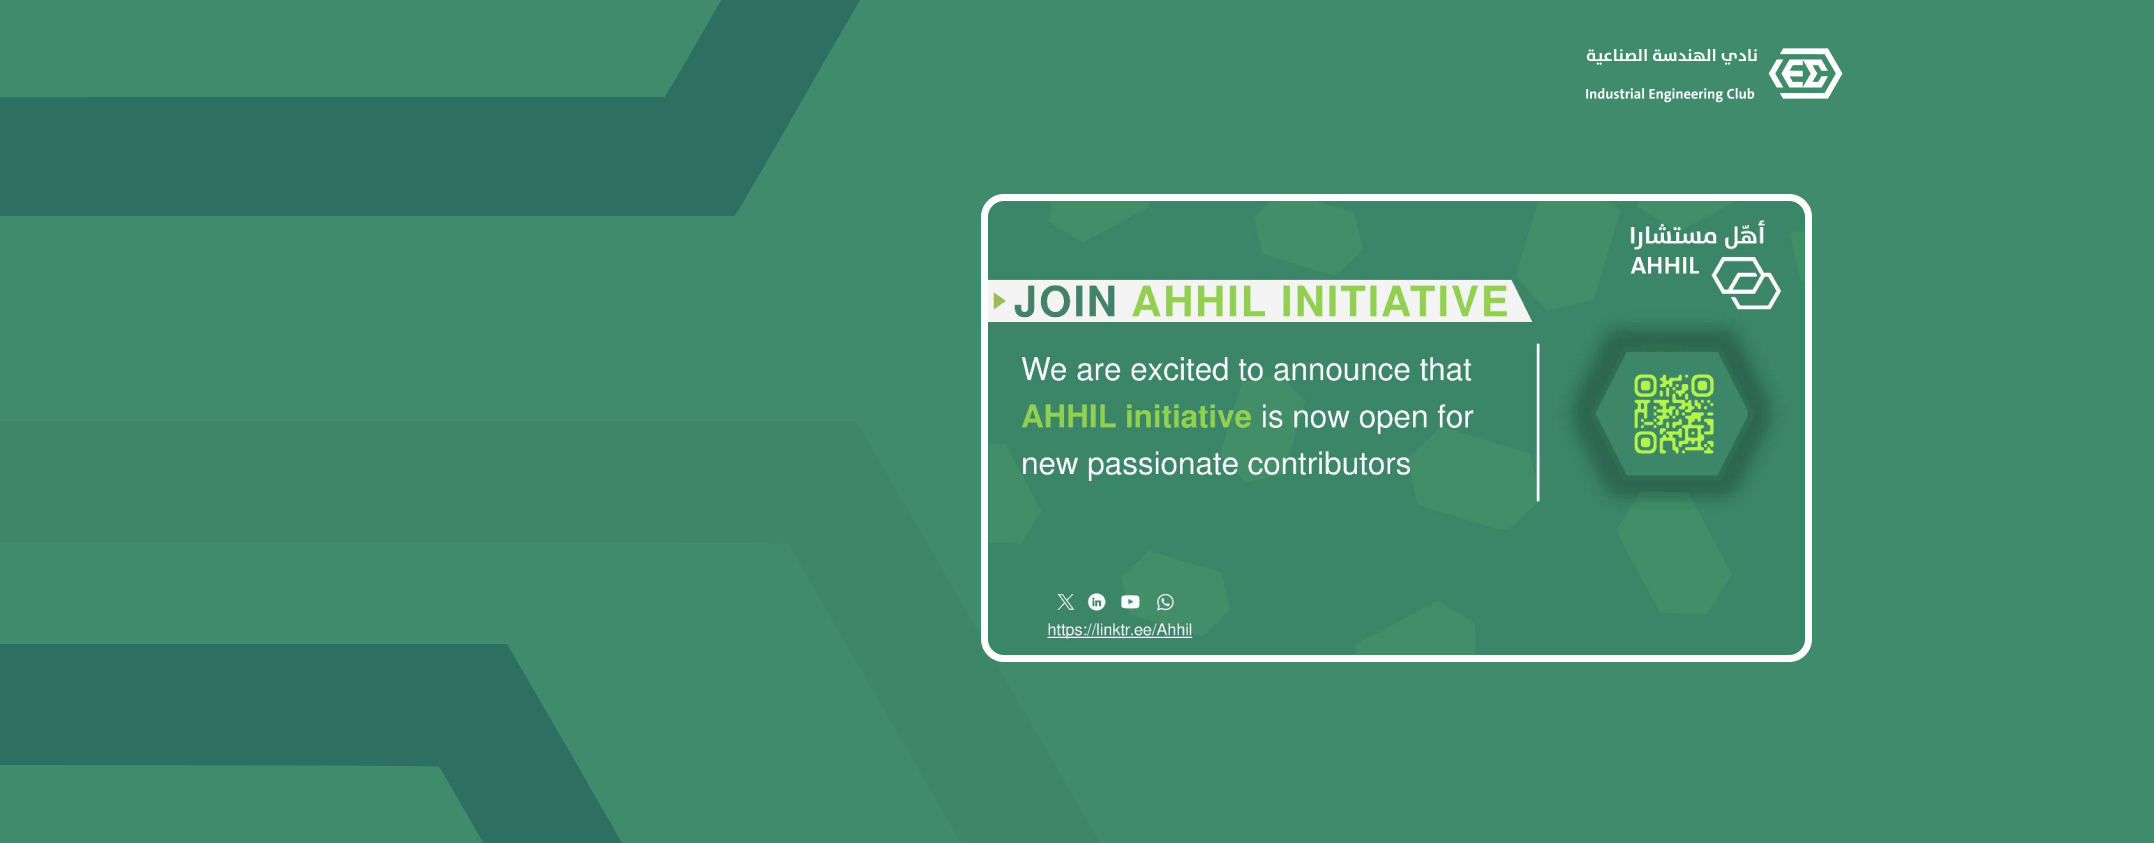 نادي الهندسة الصناعية
Industrial Engineering Club
أهّل مستشارا
AHHIL
JOIN AHHIL INITIATIVE
We are excited to announce that
AHHIL initiative is now open for
new passionate contributors
https://linktr.ee/Ahhil